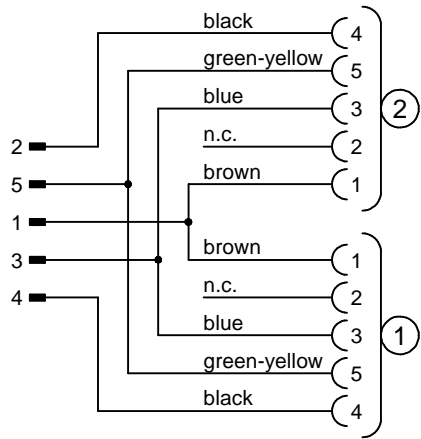 black 4
green-yellow 5
blue 3
2
n.c. 2
2
5
brown 1
1
3
brown 1
4
n.c. 2
blue 3
1
green-yellow 5
black 4